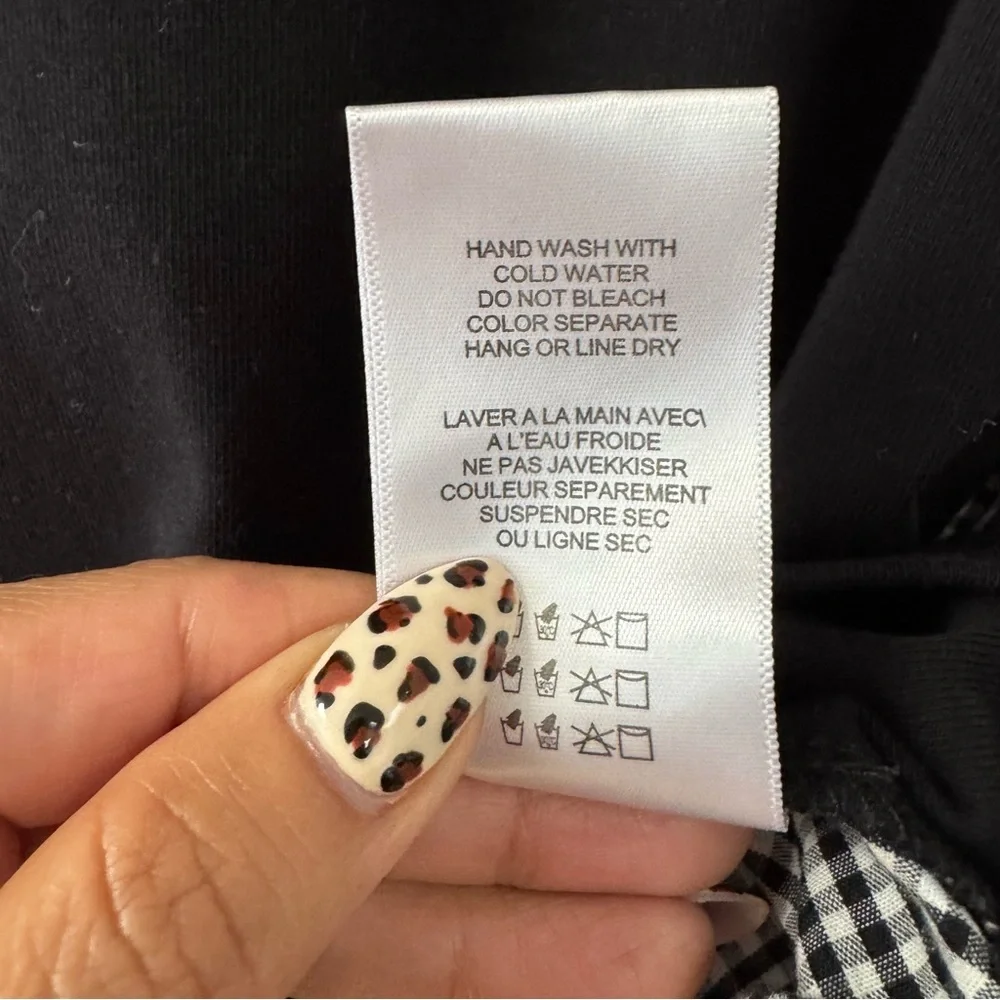 HAND WASH WITH
COLD WATER
DO NOT BLEACH
COLOR SEPARATE
HANG OR LINE DRY
LAVER A LA MAIN AVEC\
A L'EAU FROIDE
NE PAS JAVEKKISER
COULEUR SEPAREMENT
SUSPENDRE SEC
OU LIGNE SEC